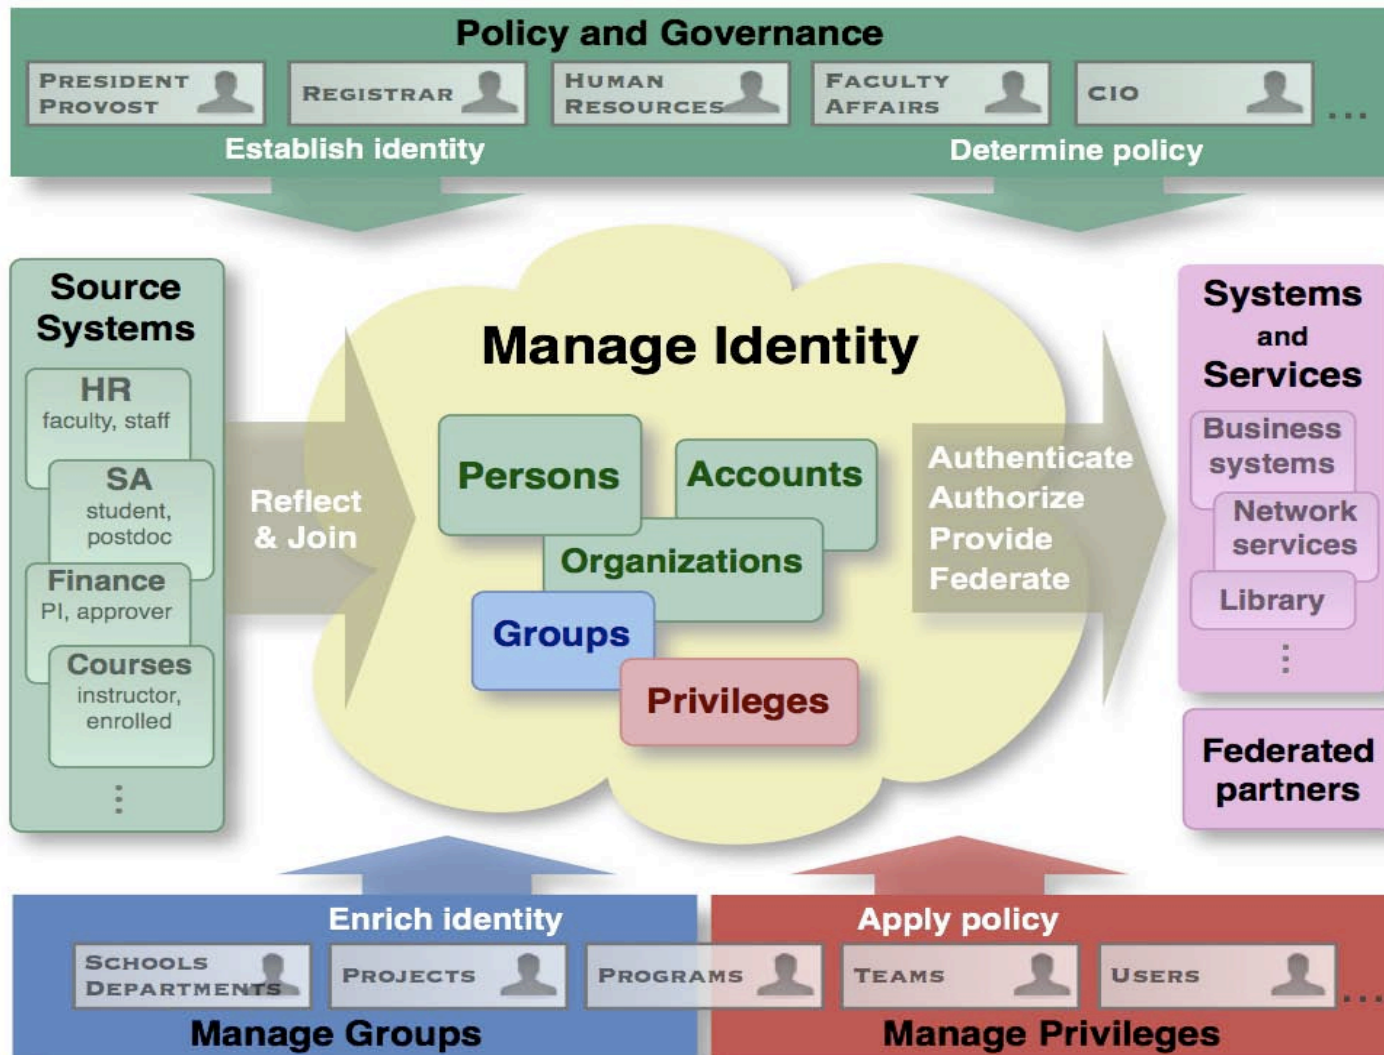 Policy and Governance
PRESIDENT
PROVOST
REGISTRAR
HUMAN
RESOURCES
FACULTY
AFFAIRS
CIO
...
Establish identity
Determine policy
Source
Systems
HR
faculty, staff
SA
student,
postdoc
Finance
PI, approver
Courses
instructor,
enrolled
⋮
Reflect
& Join
Manage Identity
Persons
Accounts
Organizations
Groups
Privileges
Authenticate
Authorize
Provide
Federate
Systems
and
Services
Business
systems
Network
services
Library
⋮
Federated
partners
Enrich identity
Apply policy
SCHOOLS
DEPARTMENTS
PROJECTS
PROGRAMS
TEAMS
USERS
...
Manage Groups
Manage Privileges